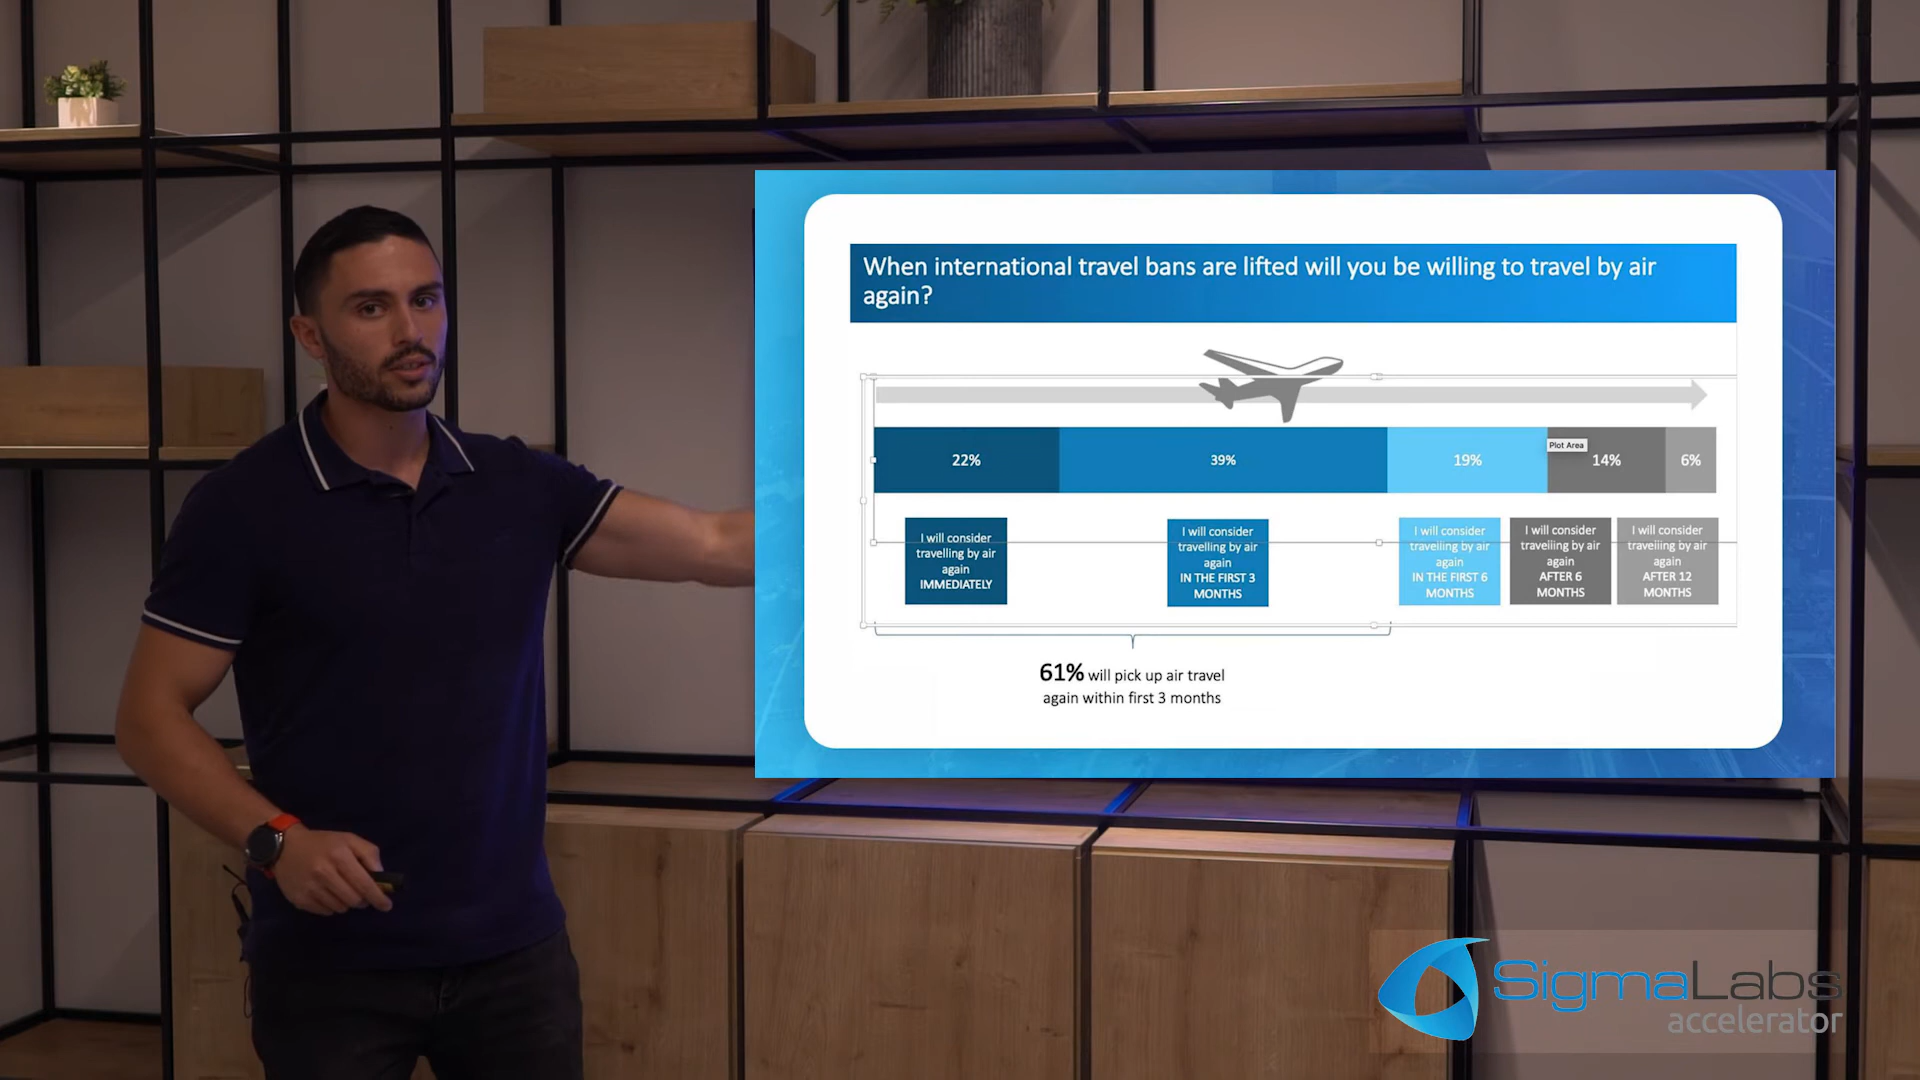 When international travel bans are lifted will you be willing to travel by air
again?
22%
39%
19%
Plot Area
14%
6%
I will consider
travelling by air
again
IMMEDIATELY
I will consider
travelling by air
again
IN THE FIRST 3
MONTHS
I will consider
travelling by air
again
IN THE FIRST 6
MONTHS
I will consider
travelling by air
again
AFTER 6
MONTHS
I will consider
travelling by air
again
AFTER 12
MONTHS
61% will pick up air travel
again within first 3 months
SigmaLabs
accelerator